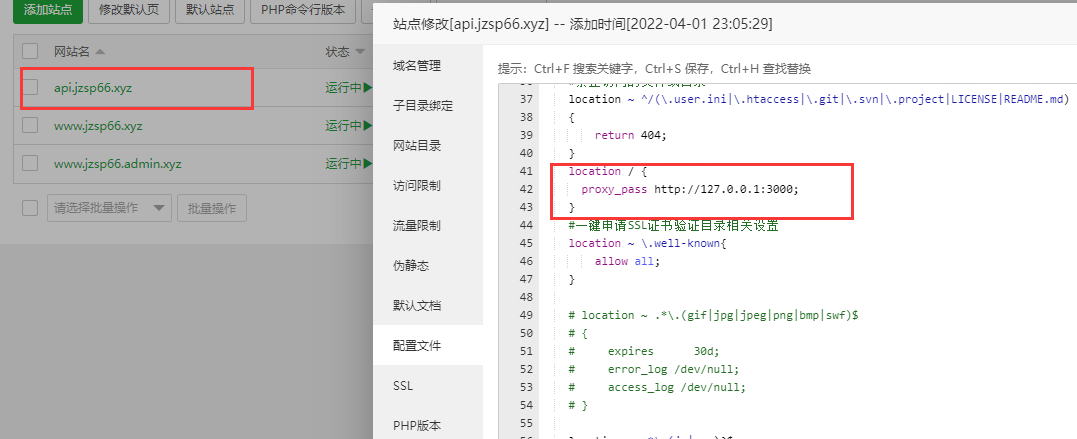 添加站点 修改默认页 默认站点 PHP命令行版本
网站名 状态
api.jzsp66.xyz 运行中
www.jzsp66.xyz 运行中
www.jzsp66.admin.xyz 运行中
请选择批量操作 批量操作
站点修改[api.jzsp66.xyz] -- 添加时间[2022-04-01 23:05:29]
域名管理
子目录绑定
网站目录
访问限制
流量限制
伪静态
默认文档
配置文件
SSL
PHP版本
提示：Ctrl+F 搜索关键字，Ctrl+S 保存，Ctrl+H 查找替换
37 location ~ ^/(\.user.ini|\.htaccess|\.git|\.svn|\.project|LICENSE|README.md)
38 {
39 return 404;
40 }
41 location / {
42 proxy_pass http://127.0.0.1:3000;
43 }
44 #一键申请SSL证书验证目录相关设置
45 location ~ \.well-known{
46 allow all;
47 }
48
49 # location ~ .*\.(gif|jpg|jpeg|png|bmp|swf)$
50 # {
51 # expires 30d;
52 # error_log /dev/null;
53 # access_log /dev/null;
54 # }
55